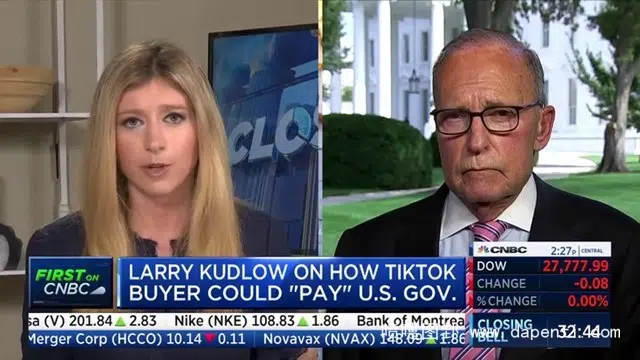 CLO
CNBC
2:27P
CENTRAL
DOW 27,777.99
CHANGE -0.08
% CHANGE 0.00%
CLOSING
BELL
32:44
FIRST ON
CNBC
LARRY KUDLOW ON HOW TIKTOK
BUYER COULD "PAY" U.S. GOV.
sa (V) 201.84 ▲ 2.83 Nike (NKE) 108.83 ▲ 1.86 Bank of Montrea
Merger Corp (HCCO) 10.14 ▼ 0.11 Novavax (NVAX) 148.69 ▲ 1.86